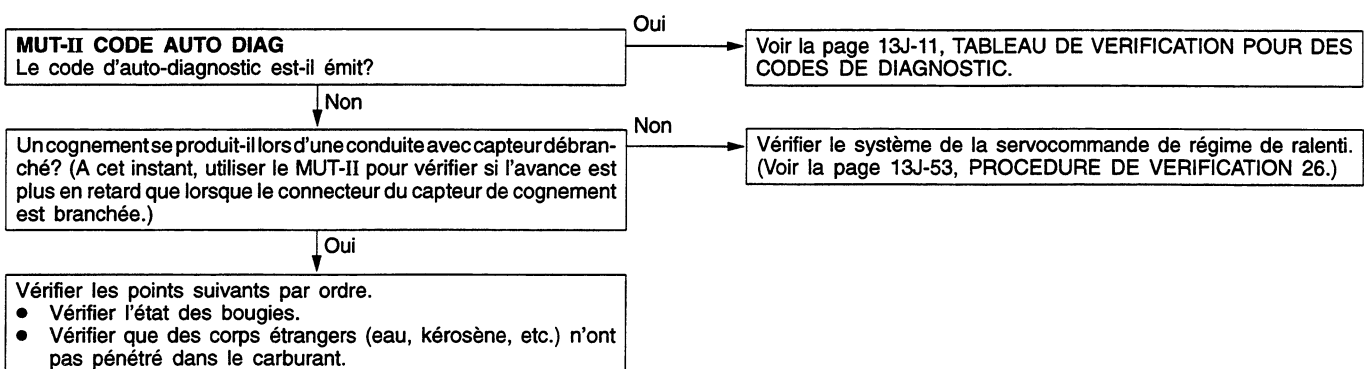 Oui
MUT-II CODE AUTO DIAG
Le code d'auto-diagnostic est-il émit?
Voir la page 13J-11, TABLEAU DE VERIFICATION POUR DES
CODES DE DIAGNOSTIC.
Non
Un cognement se produit-il lors d'une conduite avec capteur débran-
ché? (A cet instant, utiliser le MUT-II pour vérifier si l'avance est
plus en retard que lorsque le connecteur du capteur de cognement
est branchée.)
Non
Vérifier le système de la servocommande de régime de ralenti.
(Voir la page 13J-53, PROCEDURE DE VERIFICATION 26.)
Oui
Vérifier les points suivants par ordre.
● Vérifier l'état des bougies.
● Vérifier que des corps étrangers (eau, kérosène, etc.) n'ont
pas pénétré dans le carburant.